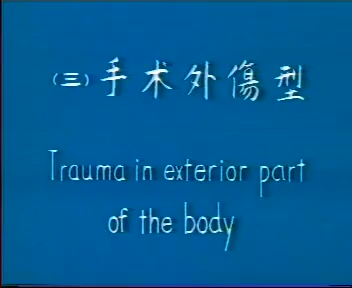 (三)手术外傷型
Trauma in exterior part
of the body